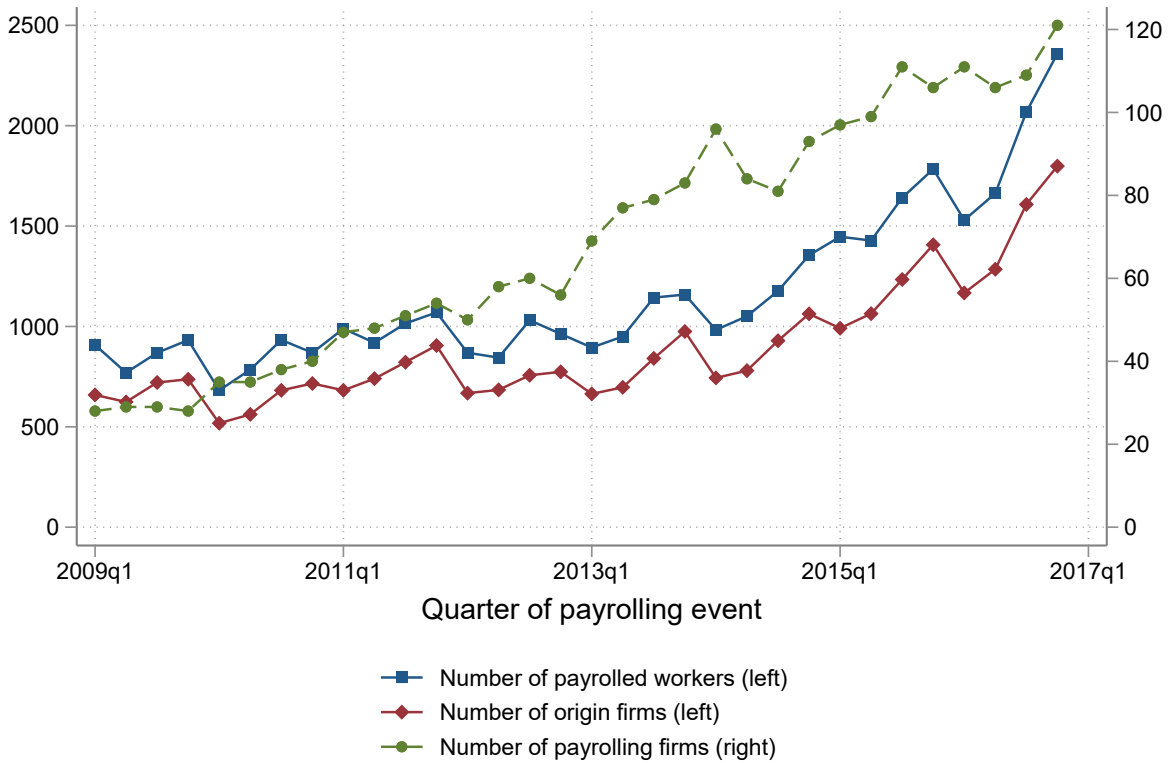 2500
2000
1500
1000
500
0
120
100
80
60
40
20
0
2009q1 2011q1 2013q1 2015q1 2017q1
Quarter of payrolling event
Number of payrolled workers (left)
Number of origin firms (left)
Number of payrolling firms (right)